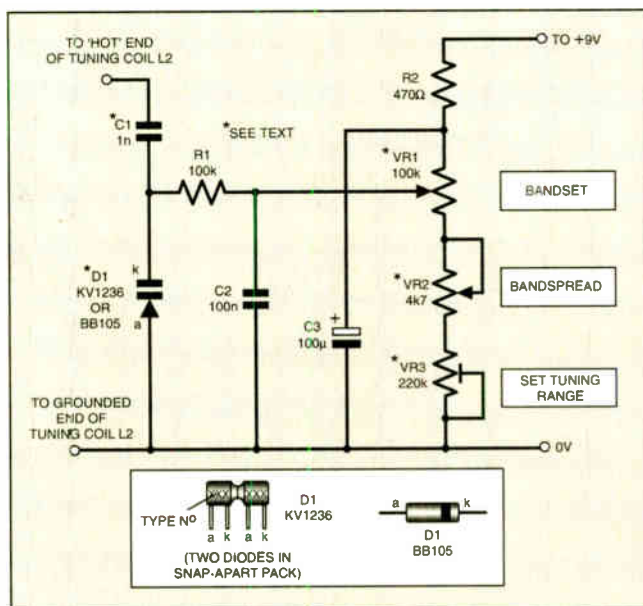 TO 'HOT' END
OF TUNING COIL L2
TO +9V
R2
470Ω
*C1
1n
*SEE TEXT
R1
100k
*VR1
100k
BANDSET
*D1
KV1236
OR
BB105
k
a
C2
100n
C3
100µ
+
*VR2
4k7
BANDSPREAD
*VR3
220k
SET TUNING
RANGE
TO GROUNDED
END OF
TUNING COIL L2
0V
TYPE Nº
a k a k
D1
KV1236
(TWO DIODES IN
SNAP-APART PACK)
a k
D1
BB105